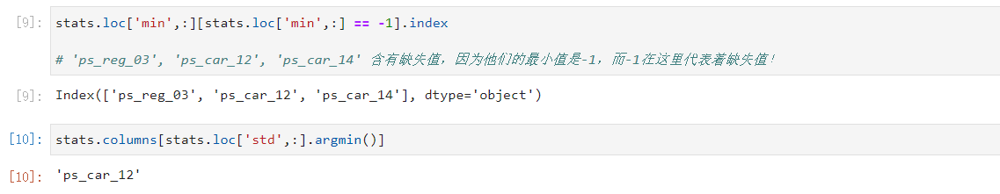 [9]: stats.loc['min',:][stats.loc['min',:] == -1].index
# 'ps_reg_03', 'ps_car_12', 'ps_car_14' 含有缺失值，因为他们的最小值是-1，而-1在这里代表着缺失值！
[9]: Index(['ps_reg_03', 'ps_car_12', 'ps_car_14'], dtype='object')
[10]: stats.columns[stats.loc['std',:].argmin()]
[10]: 'ps_car_12'